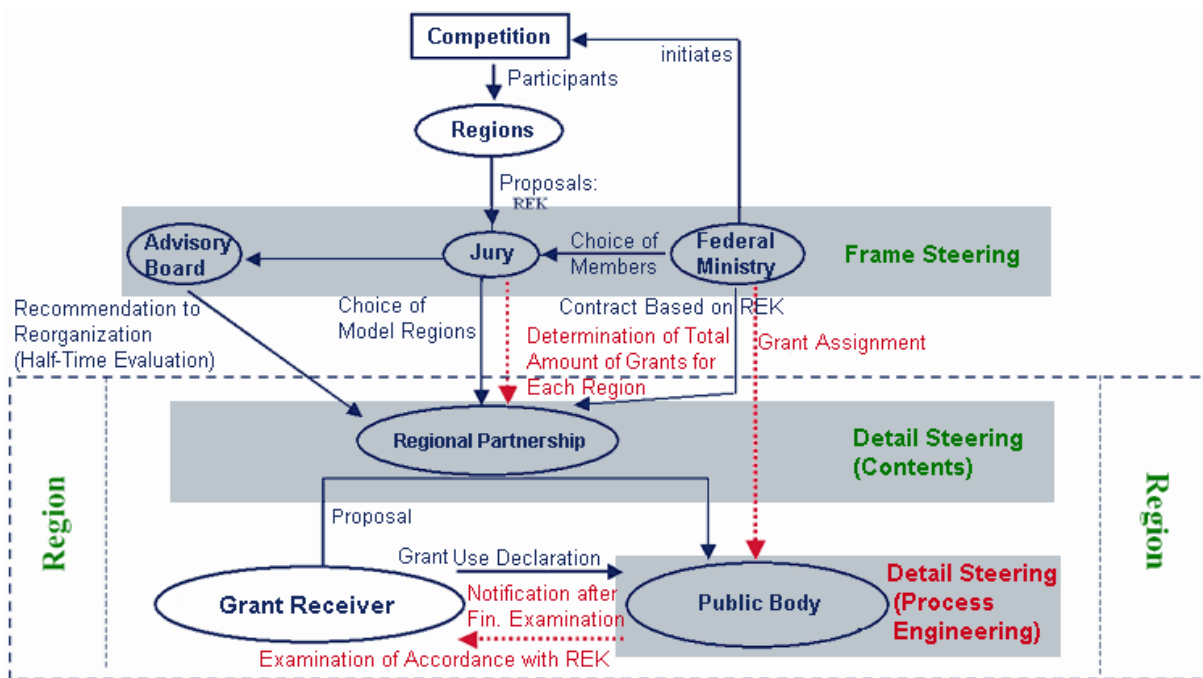 Competition
initiates
Participants
Regions
Proposals:
REK
Advisory
Board
Jury
Choice of
Members
Federal
Ministry
Frame Steering
Recommendation to
Reorganization
(Half-Time Evaluation)
Choice of
Model Regions
Contract Based on REK
Determination of Total
Amount of Grants for
Each Region
Grant Assignment
Regional Partnership
Detail Steering
(Contents)
Region
Region
Proposal
Grant Use Declaration
Grant Receiver
Notification after
Fin. Examination
Public Body
Detail Steering
(Process
Engineering)
Examination of Accordance with REK